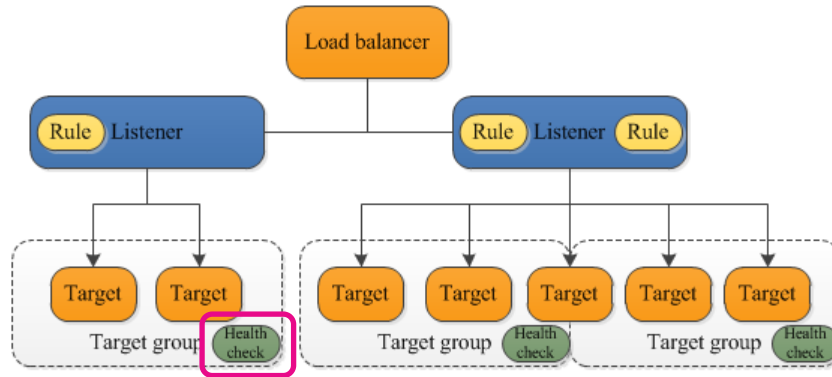 Load balancer
Rule Listener
Rule Listener Rule
Target Target Target Target Target Target Target
Target group
Health
check
Target group
Health
check
Target group
Health
check